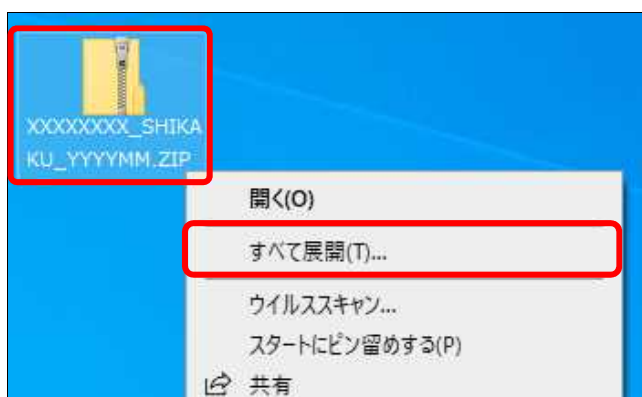 XXXXXXXX_SHIKA
KU_YYYYMM.ZIP
開く(O)
すべて展開(T)...
ウイルススキャン...
スタートにピン留めする(P)
共有